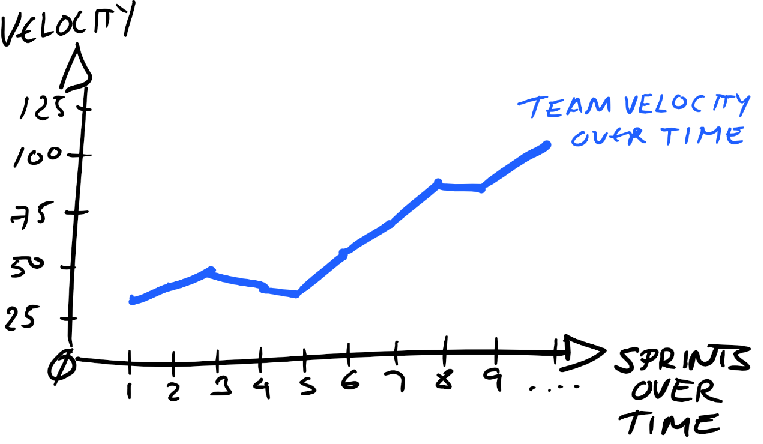 VELOCITY
125
100
75
50
25
0
1 2 3 4 5 6 7 8 9 ....
TEAM VELOCITY
OVER TIME
SPRINTS
OVER
TIME